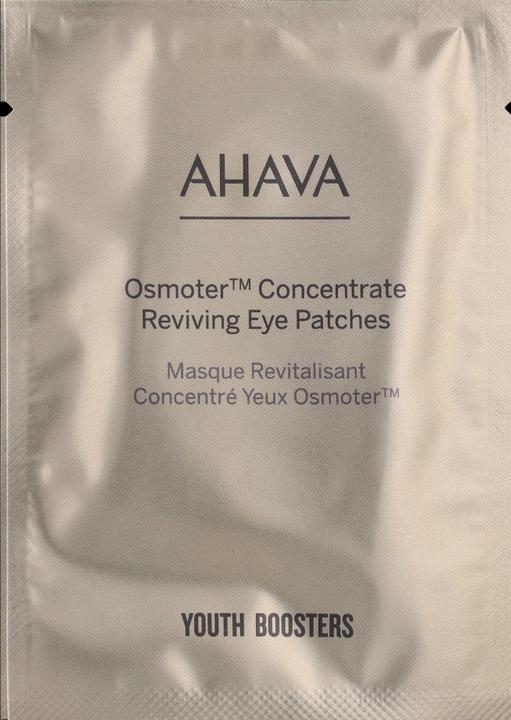 AHAVA
Osmoter™ Concentrate
Reviving Eye Patches
Masque Revitalisant
Concentré Yeux Osmoter™
YOUTH BOOSTERS